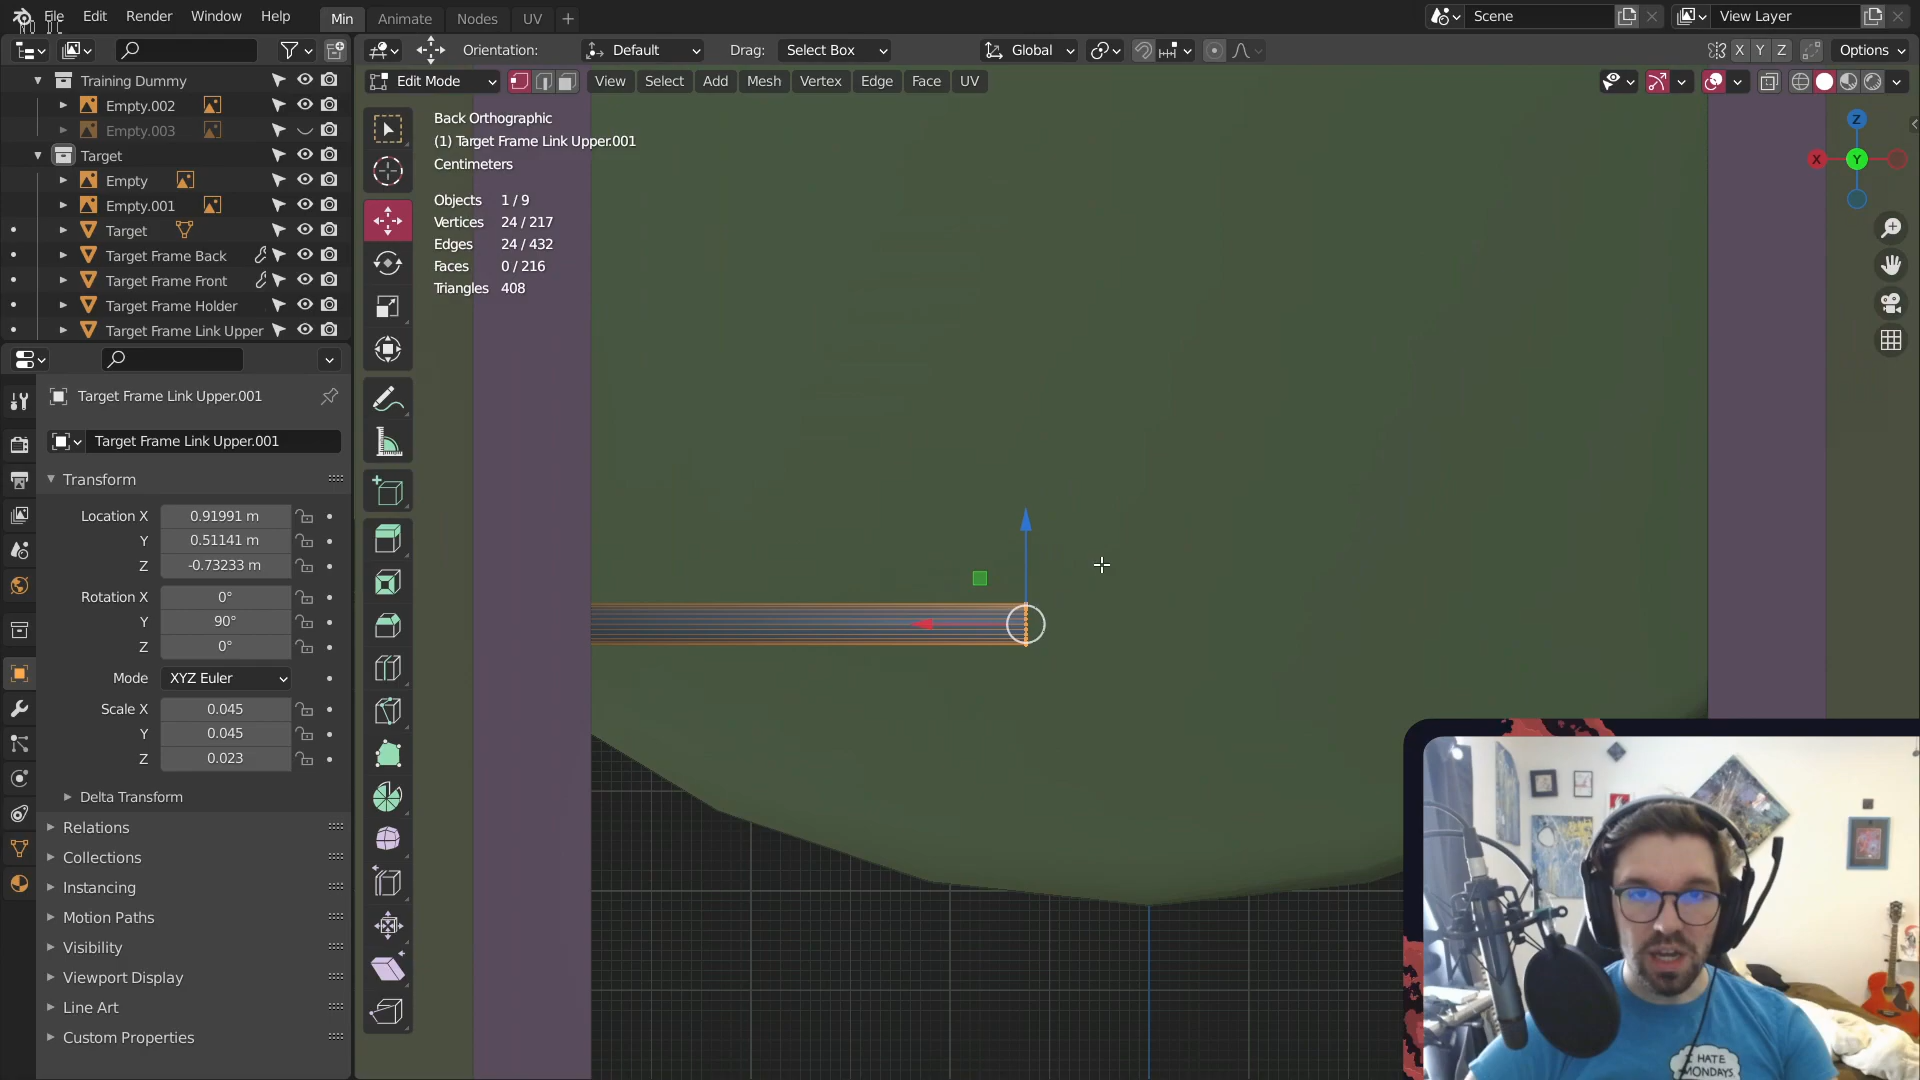 File Edit Render Window Help Min Animate Nodes UV + Scene View Layer
Orientation: Default Drag: Select Box Global X Y Z Options
Edit Mode View Select Add Mesh Vertex Edge Face UV
Training Dummy
Empty.002
Empty.003
Target
Empty
Empty.001
Target
Target Frame Back
Target Frame Front
Target Frame Holder
Target Frame Link Upper
Back Orthographic
(1) Target Frame Link Upper.001
Centimeters
Objects 1 / 9
Vertices 24 / 217
Edges 24 / 432
Faces 0 / 216
Triangles 408
Z
X Y
Target Frame Link Upper.001
Target Frame Link Upper.001
Transform
Location X 0.91991 m
Y 0.51141 m
Z -0.73233 m
Rotation X 0°
Y 90°
Z 0°
Mode XYZ Euler
Scale X 0.045
Y 0.045
Z 0.023
Delta Transform
Relations
Collections
Instancing
Motion Paths
Visibility
Viewport Display
Line Art
Custom Properties
I HATE
MONDAYS